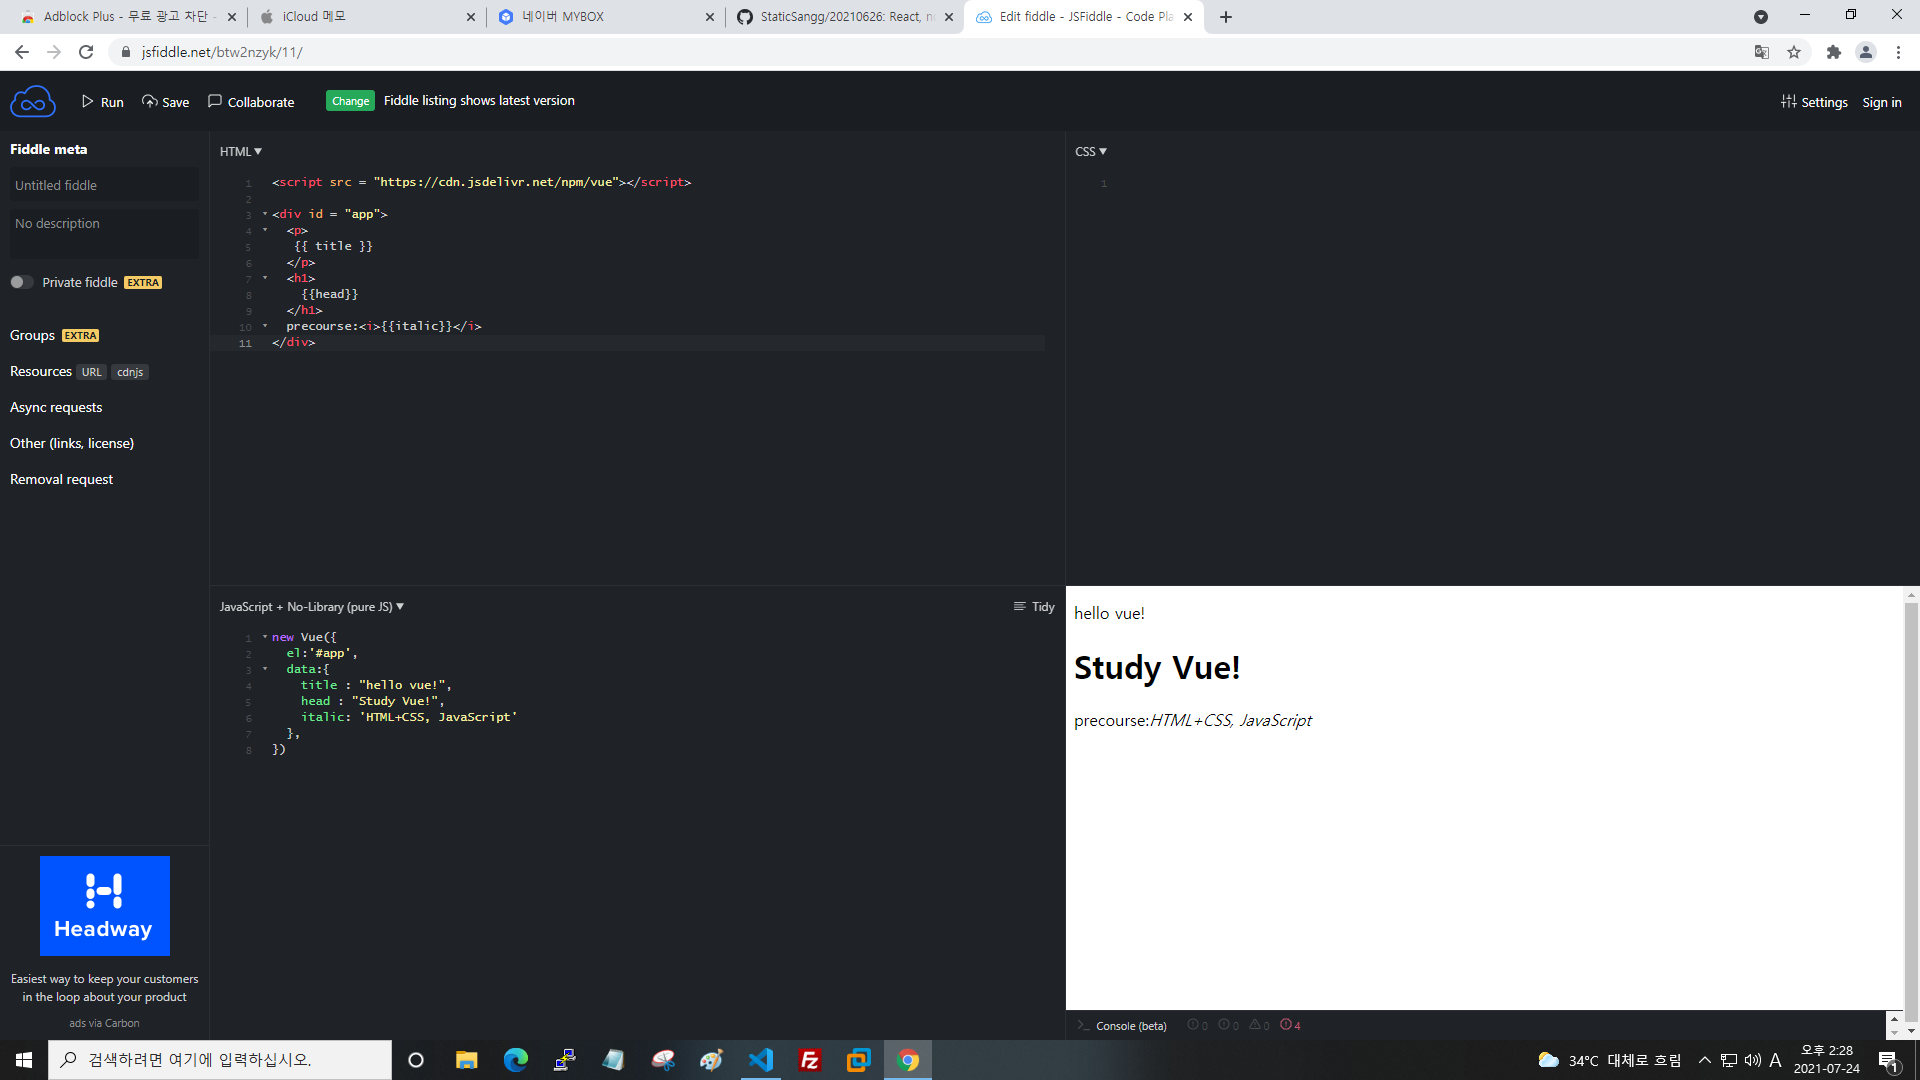 Adblock Plus - 무료 광고 차단 -
iCloud 메모
네이버 MYBOX
StaticSangg/20210626: React, n
Edit fiddle - JSFiddle - Code Pla
jsfiddle.net/btw2nzyk/11/
Run
Save
Collaborate
Change
Fiddle listing shows latest version
Settings
Sign in
Fiddle meta
Untitled fiddle
No description
Private fiddle EXTRA
Groups EXTRA
Resources URL cdnjs
Async requests
Other (links, license)
Removal request
HTML ▼
1 <script src = "https://cdn.jsdelivr.net/npm/vue"></script>
2
3 <div id = "app">
4 <p>
5 {{ title }}
6 </p>
7 <h1>
8 {{head}}
9 </h1>
10 precourse:<i>{{italic}}</i>
11 </div>
CSS ▼
1
JavaScript + No-Library (pure JS) ▼
Tidy
1 new Vue({
2 el:'#app',
3 data:{
4 title : "hello vue!",
5 head : "Study Vue!",
6 italic: 'HTML+CSS, JavaScript'
7 },
8 })
hello vue!
Study Vue!
precourse:HTML+CSS, JavaScript
Console (beta) 0 0 0 4
Headway
Easiest way to keep your customers
in the loop about your product
ads via Carbon
검색하려면 여기에 입력하십시오.
34°C 대체로 흐림
A
오후 2:28
2021-07-24
1